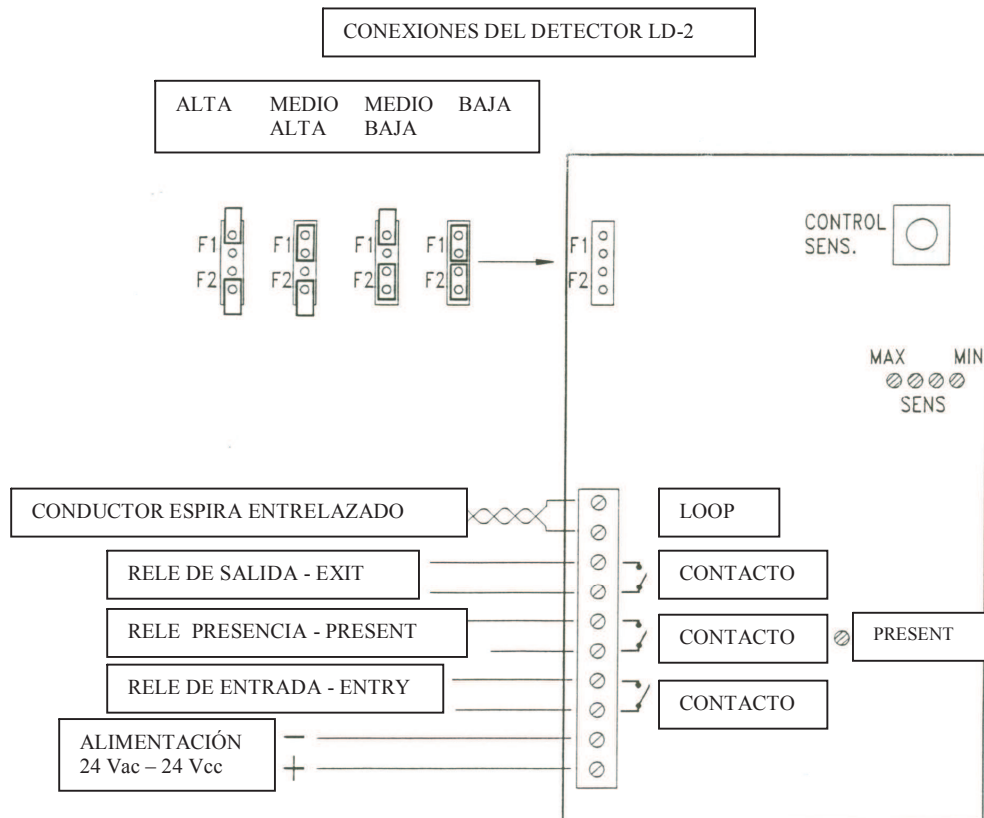 CONEXIONES DEL DETECTOR LD-2
ALTA MEDIO MEDIO BAJA
ALTA BAJA
F1 F1 F1 F1 F1
F2 F2 F2 F2 F2
CONTROL
SENS.
MAX MIN
SENS
CONDUCTOR ESPIRA ENTRELAZADO
LOOP
RELE DE SALIDA - EXIT
CONTACTO
RELE PRESENCIA - PRESENT
CONTACTO
PRESENT
RELE DE ENTRADA - ENTRY
CONTACTO
ALIMENTACIÓN −
24 Vac – 24 Vcc +